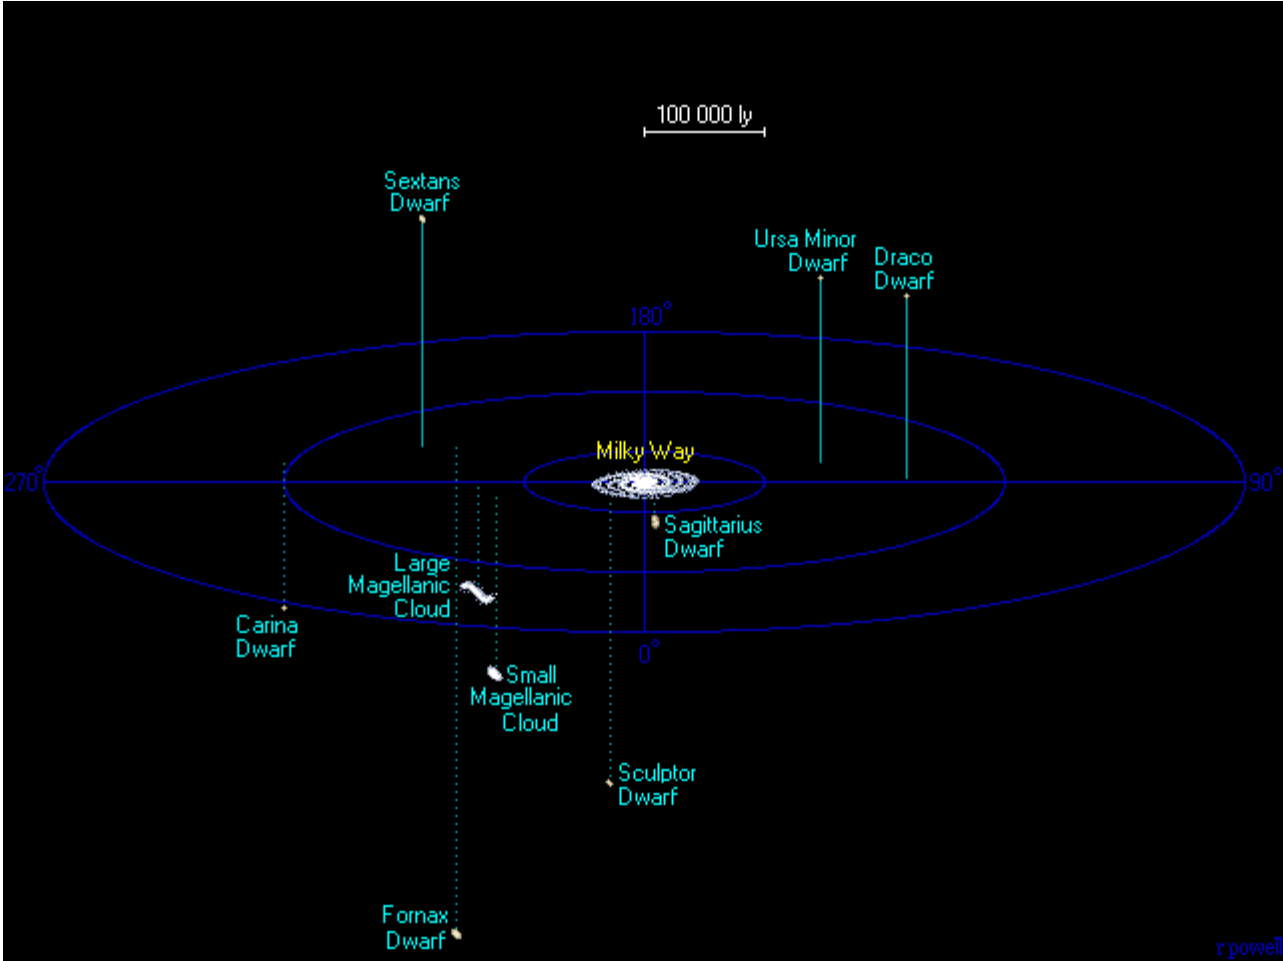 100 000 ly
Sextans
Dwarf
Ursa Minor
Dwarf
Draco
Dwarf
180°
Milky Way
270°
90°
Sagittarius
Dwarf
Large
Magellanic
Cloud
Carina
Dwarf
0°
Small
Magellanic
Cloud
Sculptor
Dwarf
Fornax
Dwarf
r powell